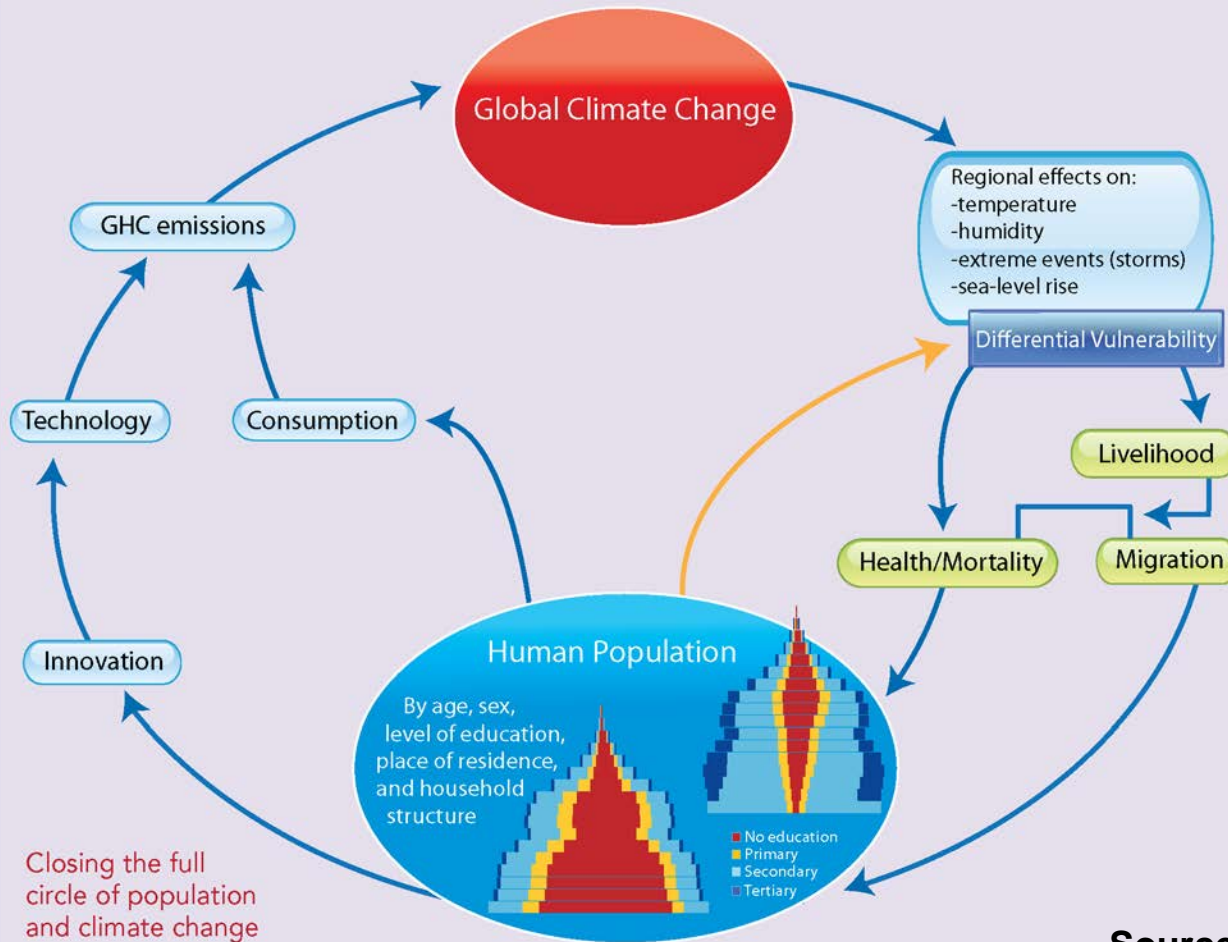 Global Climate Change
Regional effects on:
-temperature
-humidity
-extreme events (storms)
-sea-level rise
Differential Vulnerability
GHC emissions
Technology
Consumption
Livelihood
Health/Mortality
Migration
Innovation
Human Population
By age, sex,
level of education,
place of residence,
and household
structure
No education
Primary
Secondary
Tertiary
Closing the full
circle of population
and climate change